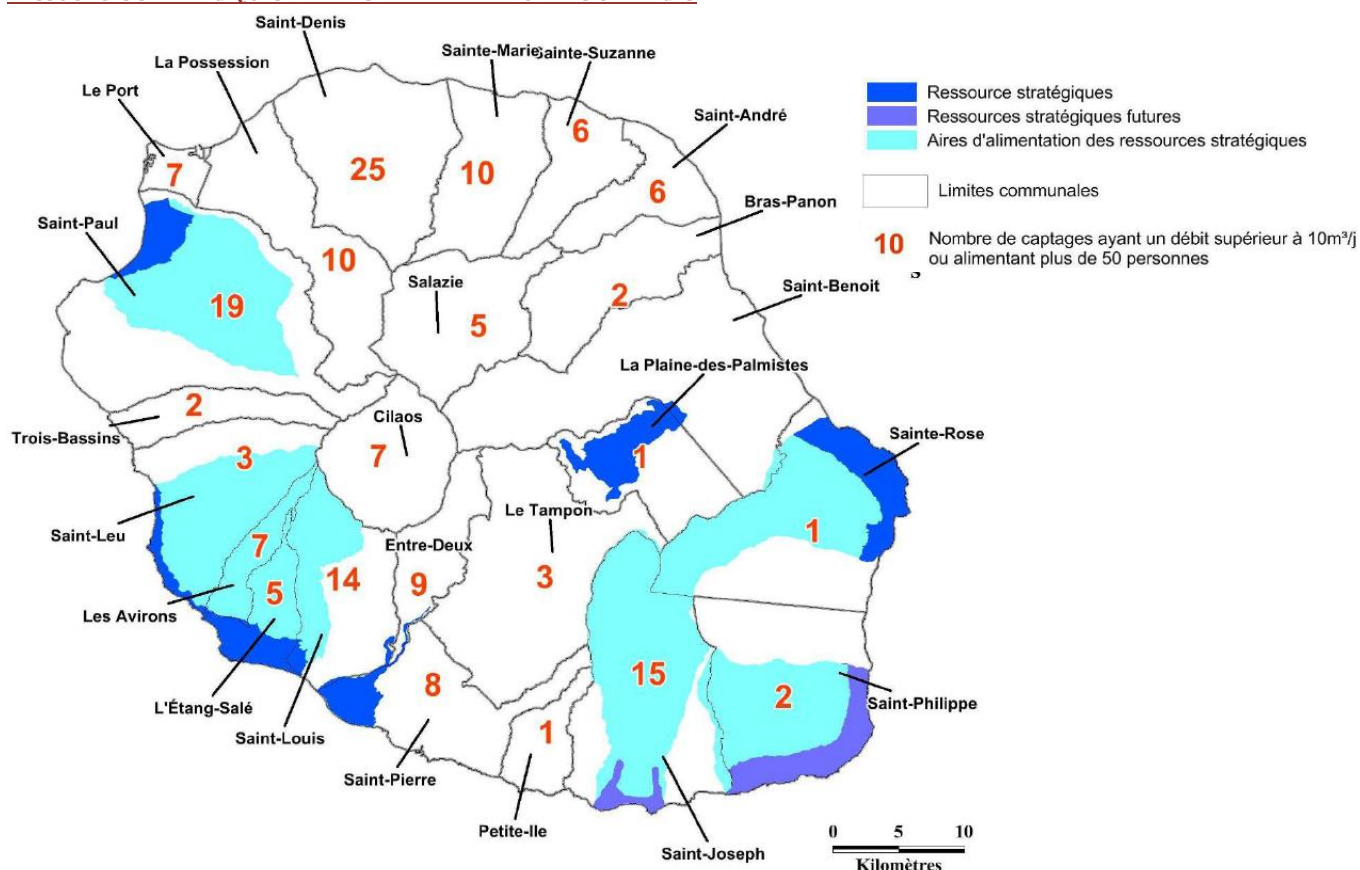 Saint-Denis
Sainte-Marie
Sainte-Suzanne
La Possession
Le Port
Saint-André
Bras-Panon
Saint-Paul
Salazie
Saint-Benoit
La Plaine-des-Palmistes
Cilaos
Trois-Bassins
Sainte-Rose
Saint-Leu
Le Tampon
Entre-Deux
Les Avirons
L'Étang-Salé
Saint-Louis
Saint-Pierre
Petite-Ile
Saint-Joseph
Saint-Philippe
7
25
10
6
6
10
19
5
2
2
3
7
1
1
7
5
14
9
3
8
1
15
2
Ressource stratégiques
Ressources stratégiques futures
Aires d'alimentation des ressources stratégiques
Limites communales
10
Nombre de captages ayant un débit supérieur à 10m³/j
ou alimentant plus de 50 personnes
s
0 5 10
Kilomètres